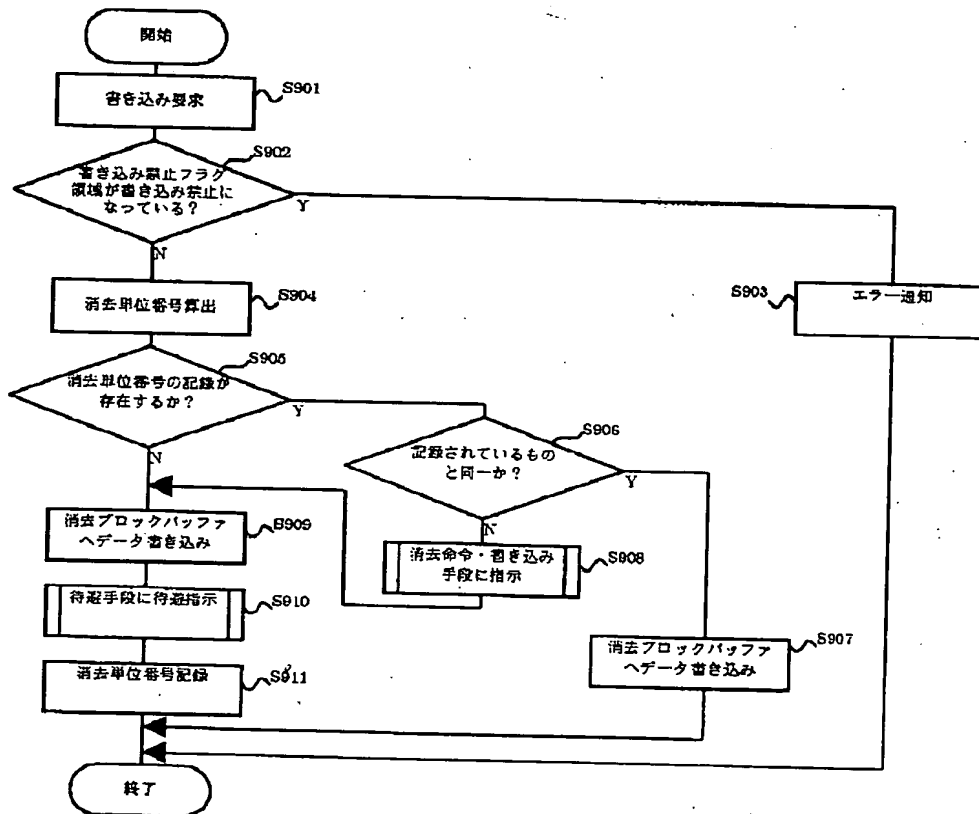 開始
書き込み要求
S901
S902
書き込み禁止フラグ
領域が書き込み禁止に
なっている？
Y
N
消去単位番号算出
S904
S903
エラー通知
S905
消去単位番号の記録が
存在するか？
Y
N
S906
記録されているもの
と同一か？
Y
N
消去ブロックバッファ
へデータ書き込み
S909
消去命令・書き込み
手段に指示
S908
待避手段に待避指示
S910
消去ブロックバッファ
へデータ書き込み
S907
消去単位番号記録
S911
終了